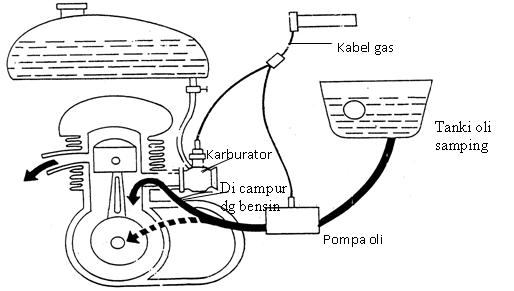 Kabel gas
Tanki oli
samping
Karburator
Di campur
dg bensin
Pompa oli